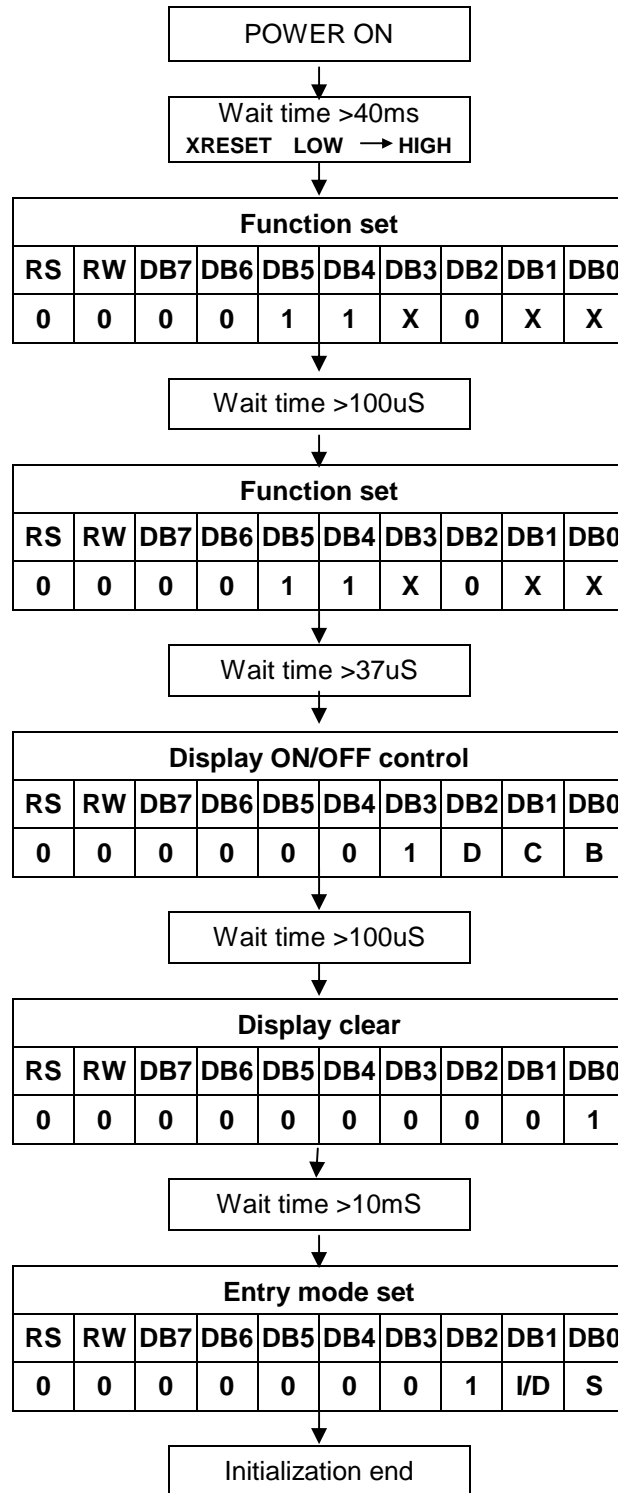 POWER ON
Wait time >40ms
XRESET LOW → HIGH
Function set
RS RW DB7 DB6 DB5 DB4 DB3 DB2 DB1 DB0
0 0 0 0 1 1 X 0 X X
Wait time >100uS
Function set
RS RW DB7 DB6 DB5 DB4 DB3 DB2 DB1 DB0
0 0 0 0 1 1 X 0 X X
Wait time >37uS
Display ON/OFF control
RS RW DB7 DB6 DB5 DB4 DB3 DB2 DB1 DB0
0 0 0 0 0 0 1 D C B
Wait time >100uS
Display clear
RS RW DB7 DB6 DB5 DB4 DB3 DB2 DB1 DB0
0 0 0 0 0 0 0 0 0 1
Wait time >10mS
Entry mode set
RS RW DB7 DB6 DB5 DB4 DB3 DB2 DB1 DB0
0 0 0 0 0 0 0 1 I/D S
Initialization end